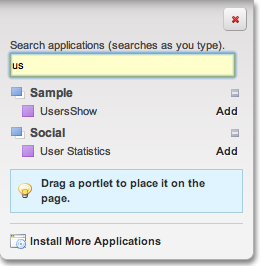 Search applications (searches as you type).
us
Sample
UsersShow Add
Social
User Statistics Add
Drag a portlet to place it on the
page.
Install More Applications